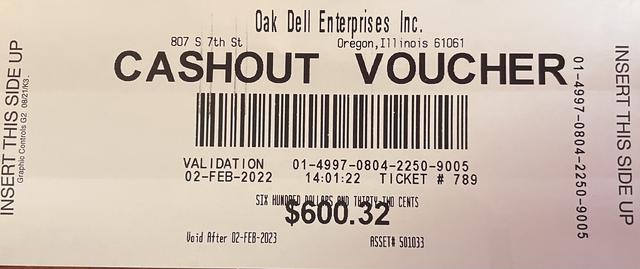 Oak Dell Enterprises Inc.
807 S 7th St Oregon,Illinois 61061
CASHOUT VOUCHER
INSERT THIS SIDE UP
Graphic Controls G2 08/21/K3.
VALIDATION 01-4997-0804-2250-9005
02-FEB-2022 14:01:22 TICKET # 789
SIX HUNDRED DOLLARS AND THIRTY-TWO CENTS
$600.32
Void After 02-FEB-2023 ASSET# 501033
01-4997-0804-2250-9005
INSERT THIS SIDE UP